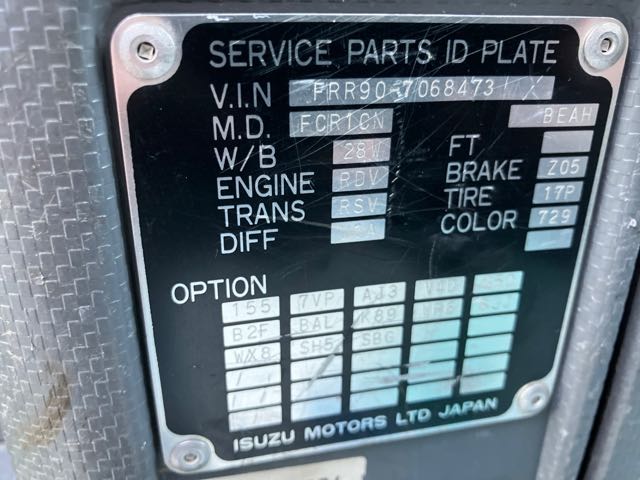 SERVICE PARTS ID PLATE
V.I.N FRR90-7068473
M.D. FCR1CN BEAH
W/B 28W FT
ENGINE RDV BRAKE Z05
TRANS RSV TIRE 17P
DIFF COLOR 729
OPTION
155 7VP AJ3 V4D
B2F BAL K89
WX8 SH5 SBG
ISUZU MOTORS LTD JAPAN